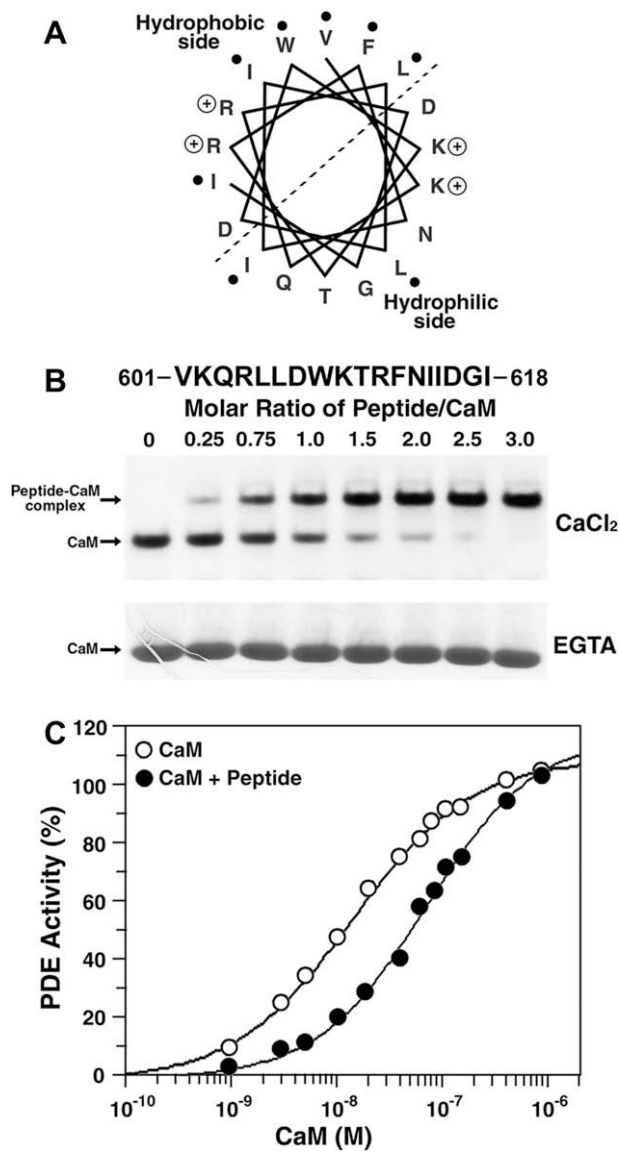 A
Hydrophobic side
V
W F
I L
⊕R D
⊕R K⊕
I K⊕
D N
I L
Q T G
Hydrophilic side
B
601–VKQRLLDWKTRFNIIDGI–618
Molar Ratio of Peptide/CaM
0 0.25 0.75 1.0 1.5 2.0 2.5 3.0
Peptide-CaM complex
CaM
CaCl₂
CaM
EGTA
C
CaM
CaM + Peptide
PDE Activity (%)
120
100
80
60
40
20
0
10⁻¹⁰ 10⁻⁹ 10⁻⁸ 10⁻⁷ 10⁻⁶
CaM (M)